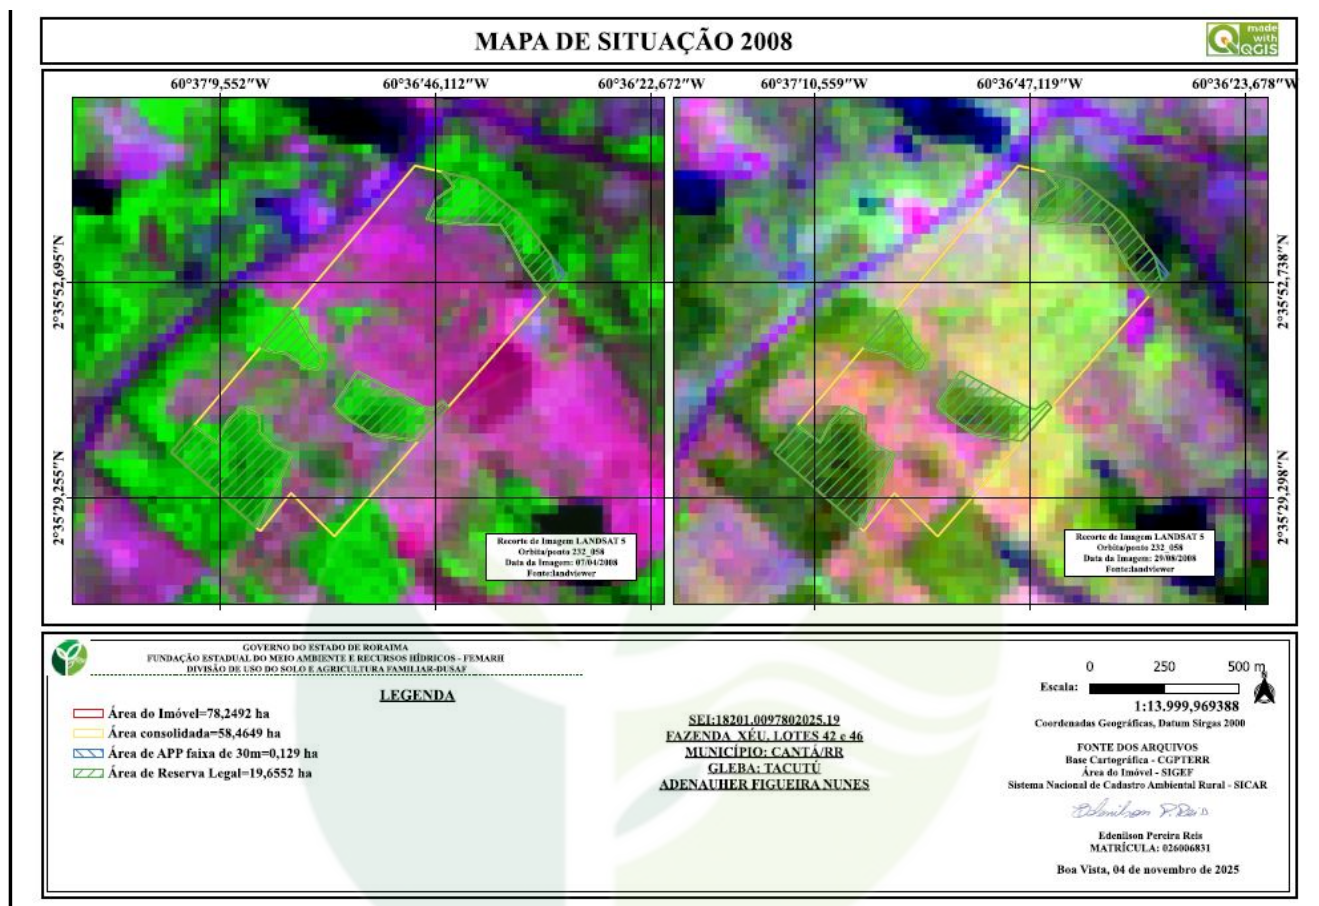 MAPA DE SITUAÇÃO 2008
made
with
QGIS
60°37'9,552"W
60°36'46,112"W
60°36'22,672"W
60°37'10,559"W
60°36'47,119"W
60°36'23,678"W
2°35'52,695"N
2°35'29,255"N
2°35'52,738"N
2°35'29,298"N
Recorte de Imagem LANDSAT 5
Orbita/ponto 232_058
Data da Imagem: 07/04/2008
Fonte:landviewer
Recorte de Imagem LANDSAT 5
Orbita/ponto 232_058
Data da Imagem: 29/08/2008
Fonte:landviewer
GOVERNO DO ESTADO DE RORAIMA
FUNDAÇÃO ESTADUAL DO MEIO AMBIENTE E RECURSOS HÍDRICOS - FEMARH
DIVISÃO DE USO DO SOLO E AGRICULTURA FAMILIAR-DUSAF
LEGENDA
Área do Imóvel=78,2492 ha
Área consolidada=58,4649 ha
Área de APP faixa de 30m=0,129 ha
Área de Reserva Legal=19,6552 ha
SEI:18201.0097802025.19
FAZENDA XÉU, LOTES 42 e 46
MUNICÍPIO: CANTÁ/RR
GLEBA: TACUTÚ
ADENAUHER FIGUEIRA NUNES
0 250 500 m
Escala:
1:13.999,969388
Coordenadas Geográficas, Datum Sirgas 2000
FONTE DOS ARQUIVOS
Base Cartográfica - CGPTERR
Área do Imóvel - SIGEF
Sistema Nacional de Cadastro Ambiental Rural - SICAR
Edenilson P. Reis
Edenilson Pereira Reis
MATRÍCULA: 026006831
Boa Vista, 04 de novembro de 2025